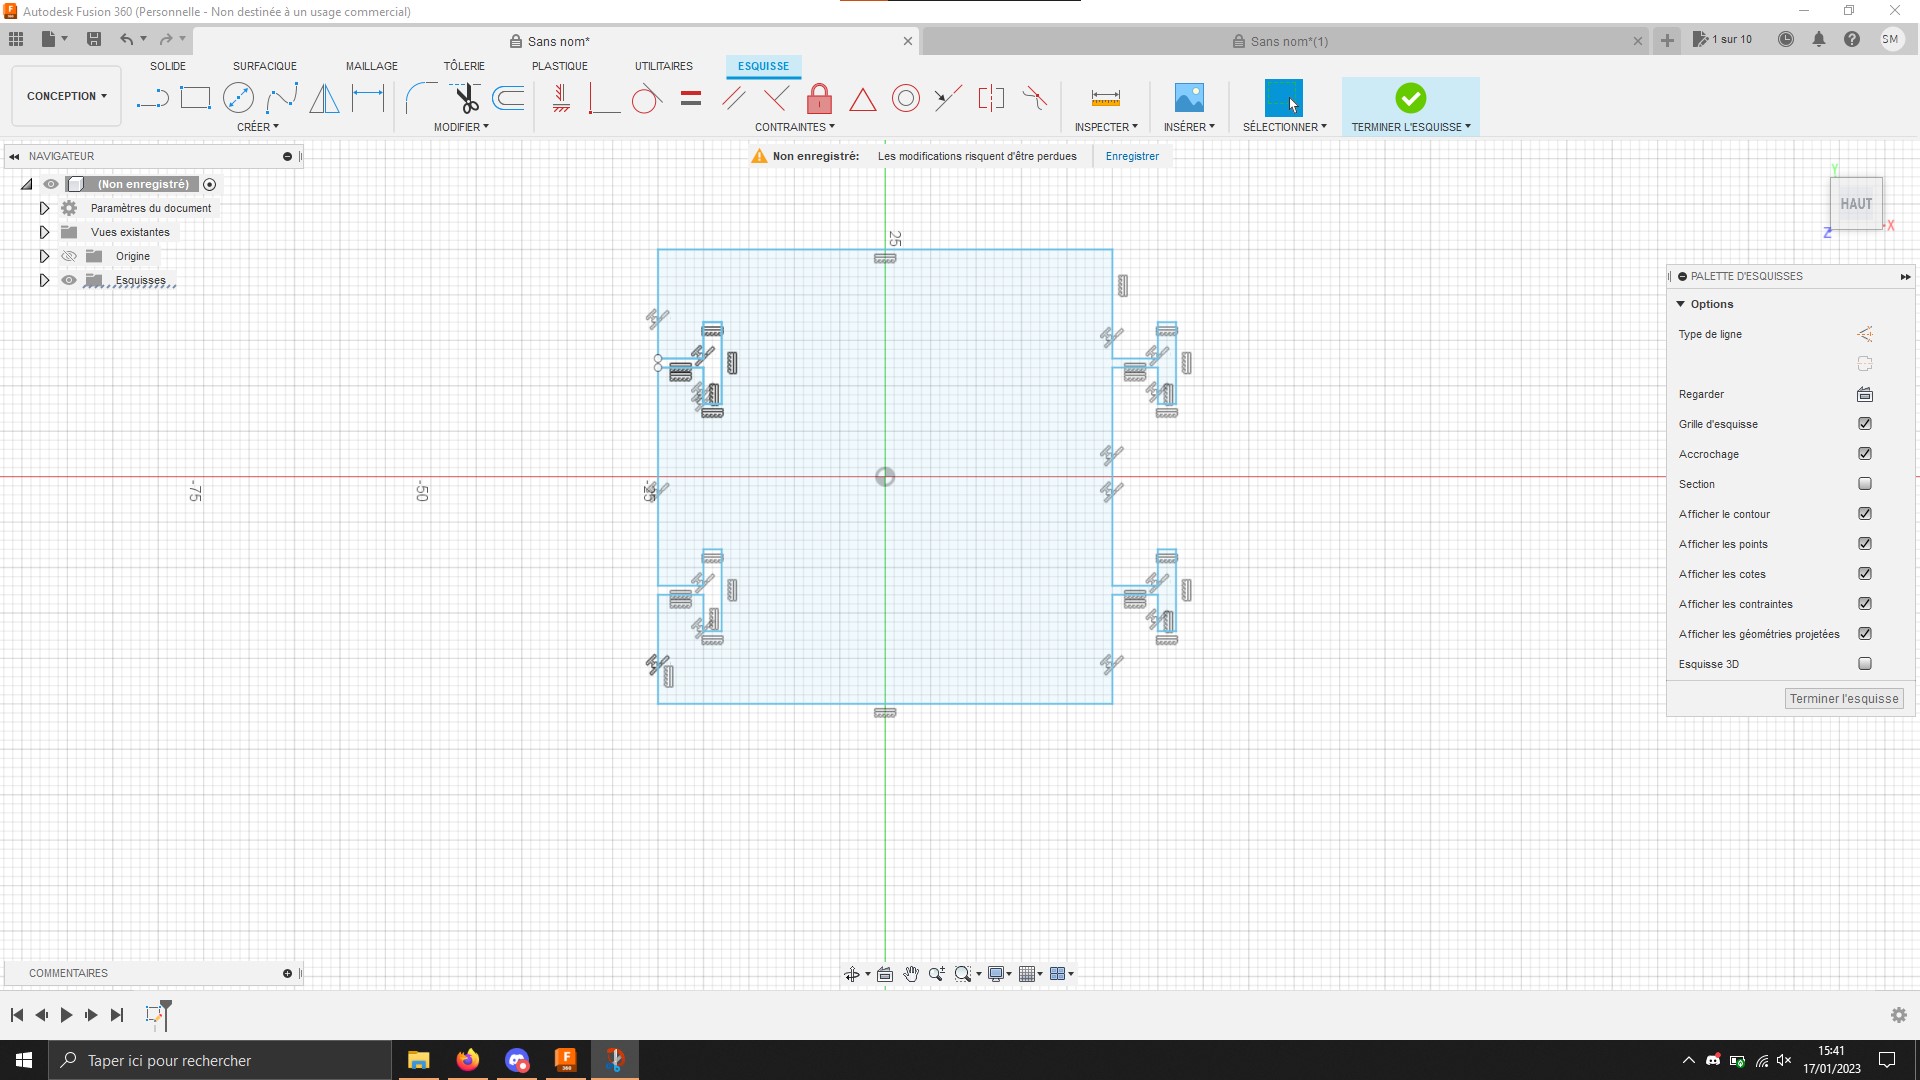 Autodesk Fusion 360 (Personnelle - Non destinée à un usage commercial)
Sans nom*
Sans nom*(1)
1 sur 10
SM
SOLIDE
SURFACIQUE
MAILLAGE
TÔLERIE
PLASTIQUE
UTILITAIRES
ESQUISSE
CONCEPTION
CRÉER
MODIFIER
CONTRAINTES
INSPECTER
INSÉRER
SÉLECTIONNER
TERMINER L'ESQUISSE
NAVIGATEUR
Non enregistré:
Les modifications risquent d'être perdues
Enregistrer
(Non enregistré)
Paramètres du document
Vues existantes
Origine
Esquisses
Y
HAUT
X
Z
25
-75
-50
-25
PALETTE D'ESQUISSES
Options
Type de ligne
Regarder
Grille d'esquisse
Accrochage
Section
Afficher le contour
Afficher les points
Afficher les cotes
Afficher les contraintes
Afficher les géométries projetées
Esquisse 3D
Terminer l'esquisse
COMMENTAIRES
Taper ici pour rechercher
15:41
17/01/2023